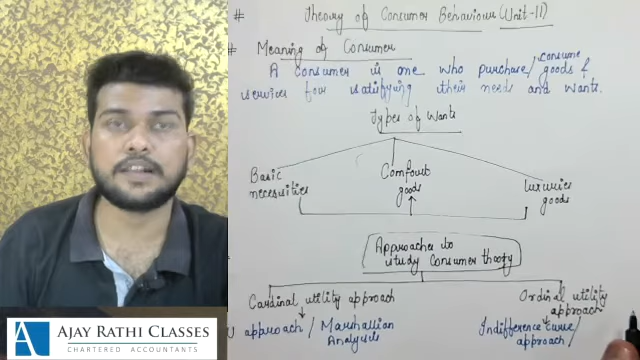 # Theory of Consumer Behaviour (Unit-II)
# Meaning of Consumer
A consumer is one who purchase/consume goods &
services for satisfying their needs and wants.
Types of Wants
Basic necessities
Comfort goods
Luxuries goods
Approaches to
study Consumer theory
Cardinal utility approach
approach / Marshallian
Analysis
Ordinal utility
approach
Indifference curve /
approach
A AJAY RATHI CLASSES
CHARTERED ACCOUNTANTS